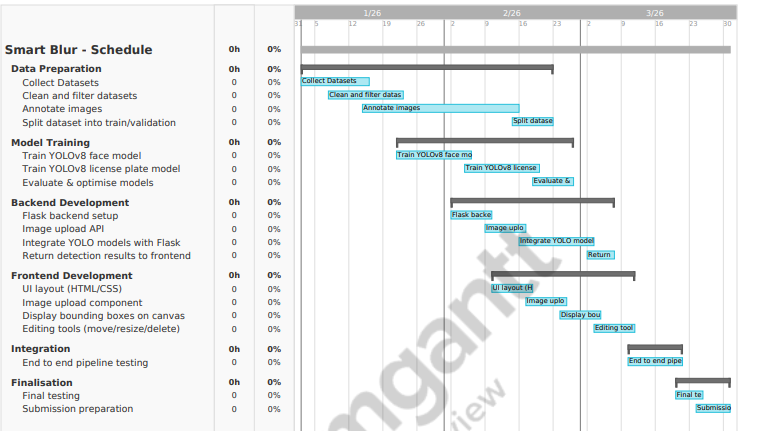 1/26 2/26 3/26
31 5 12 19 26 2 9 16 23 2 9 16 23 30
Smart Blur - Schedule 0h 0%
Data Preparation 0h 0%
Collect Datasets 0 0% Collect Datasets
Clean and filter datasets 0 0% Clean and filter datas
Annotate images 0 0% Annotate images
Split dataset into train/validation 0 0% Split datase
Model Training 0h 0%
Train YOLOv8 face model 0 0% Train YOLOv8 face mo
Train YOLOv8 license plate model 0 0% Train YOLOv8 license
Evaluate & optimise models 0 0% Evaluate &
Backend Development 0h 0%
Flask backend setup 0 0% Flask backe
Image upload API 0 0% Image uplo
Integrate YOLO models with Flask 0 0% Integrate YOLO model
Return detection results to frontend 0 0% Return
Frontend Development 0h 0%
UI layout (HTML/CSS) 0 0% UI layout (H
Image upload component 0 0% Image uplo
Display bounding boxes on canvas 0 0% Display bou
Editing tools (move/resize/delete) 0 0% Editing tool
Integration 0h 0%
End to end pipeline testing 0 0% End to end pipe
Finalisation 0h 0%
Final testing 0 0% Final te
Submission preparation 0 0% Submissio
mgantt
view